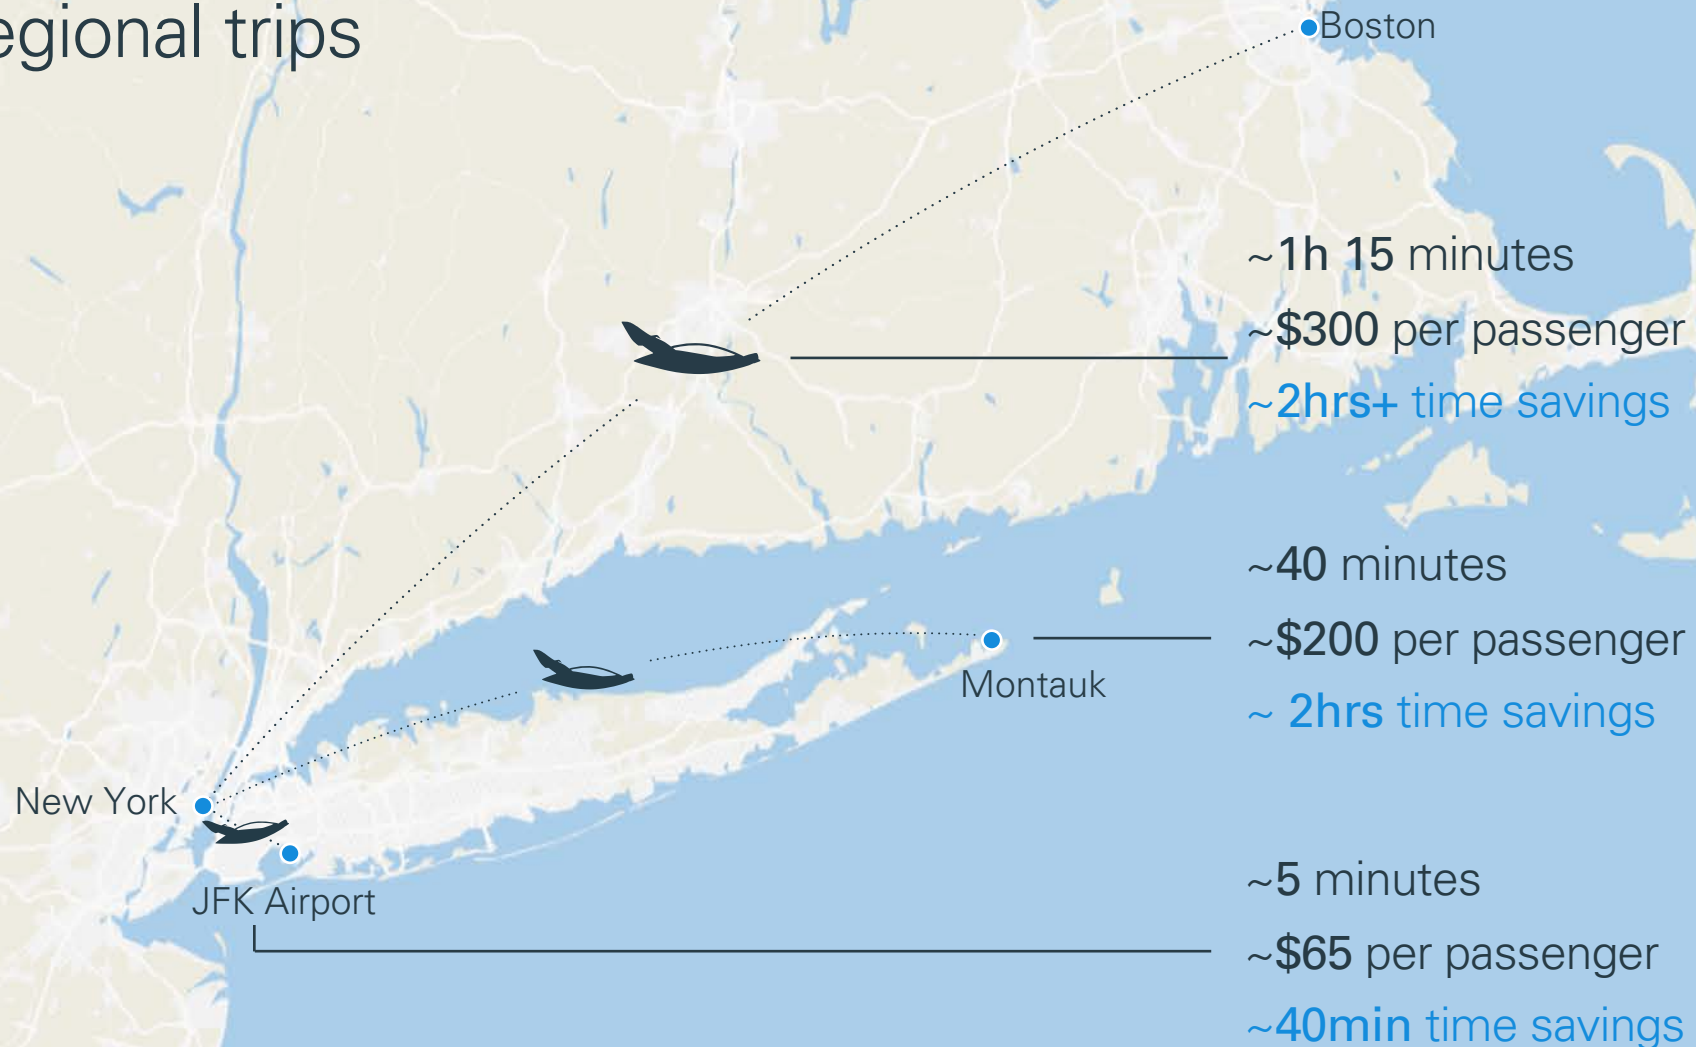 egional trips
Boston
~1h 15 minutes
~$300 per passenger
~2hrs+ time savings
~40 minutes
~$200 per passenger
~ 2hrs time savings
Montauk
New York
JFK Airport
~5 minutes
~$65 per passenger
~40min time savings